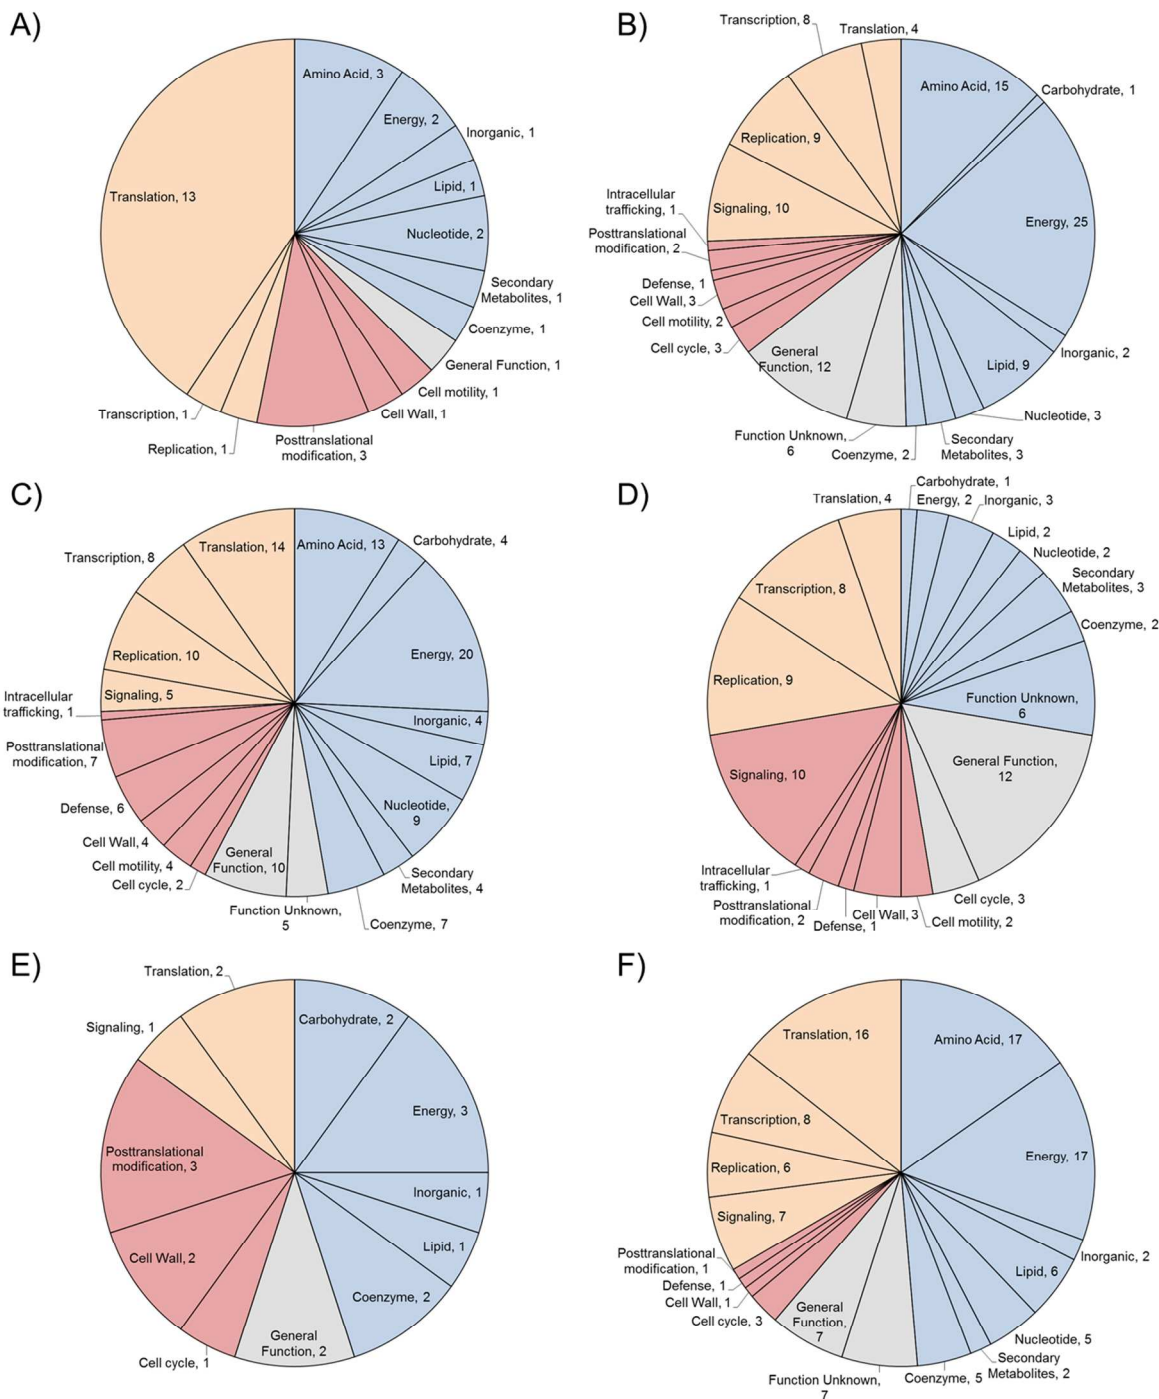 A)
Amino Acid, 3
Energy, 2
Inorganic, 1
Lipid, 1
Nucleotide, 2
Secondary
Metabolites, 1
Coenzyme, 1
General Function, 1
Cell motility, 1
Cell Wall, 1
Posttranslational
modification, 3
Replication, 1
Transcription, 1
Translation, 13
B)
Amino Acid, 15
Carbohydrate, 1
Energy, 25
Inorganic, 2
Lipid, 9
Nucleotide, 3
Secondary
Metabolites, 3
Coenzyme, 2
Function Unknown,
6
General
Function, 12
Cell cycle, 3
Cell motility, 2
Cell Wall, 3
Defense, 1
Posttranslational
modification, 2
Intracellular
trafficking, 1
Signaling, 10
Replication, 9
Transcription, 8
Translation, 4
C)
Amino Acid, 13
Carbohydrate, 4
Energy, 20
Inorganic, 4
Lipid, 7
Nucleotide,
9
Secondary
Metabolites, 4
Coenzyme, 7
Function Unknown,
5
General
Function, 10
Cell cycle, 2
Cell motility, 4
Cell Wall, 4
Defense, 6
Posttranslational
modification, 7
Intracellular
trafficking, 1
Signaling, 5
Replication, 10
Transcription, 8
Translation, 14
D)
Carbohydrate, 1
Energy, 2
Inorganic, 3
Lipid, 2
Nucleotide, 2
Secondary
Metabolites, 3
Coenzyme, 2
Function Unknown,
6
General Function,
12
Cell cycle, 3
Cell motility, 2
Cell Wall, 3
Defense, 1
Posttranslational
modification, 2
Intracellular
trafficking, 1
Signaling, 10
Replication, 9
Transcription, 8
Translation, 4
E)
Carbohydrate, 2
Energy, 3
Inorganic, 1
Lipid, 1
Coenzyme, 2
General
Function, 2
Cell cycle, 1
Cell Wall, 2
Posttranslational
modification, 3
Signaling, 1
Translation, 2
F)
Amino Acid, 17
Energy, 17
Inorganic, 2
Lipid, 6
Nucleotide, 5
Secondary
Metabolites, 2
Coenzyme, 5
Function Unknown,
7
General
Function,
7
Cell cycle, 3
Cell Wall, 1
Defense, 1
Posttranslational
modification, 1
Signaling, 7
Replication, 6
Transcription, 8
Translation, 16